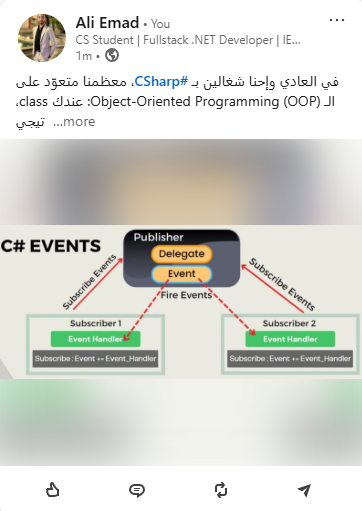 Ali Emad • You
CS Student | Fullstack .NET Developer | IE...
1m •
في العادي وإحنا شغالين بـ #CSharp، معظمنا متعوّد على
الـ Object-Oriented Programming (OOP): عندك class،
تيجي ...more
C# EVENTS
Publisher
Delegate
Event
Subscribe Events
Subscribe Events
Fire Events
Subscriber 1
Event Handler
Subscribe : Event += Event_Handler
Subscriber 2
Event Handler
Subscribe : Event += Event_Handler